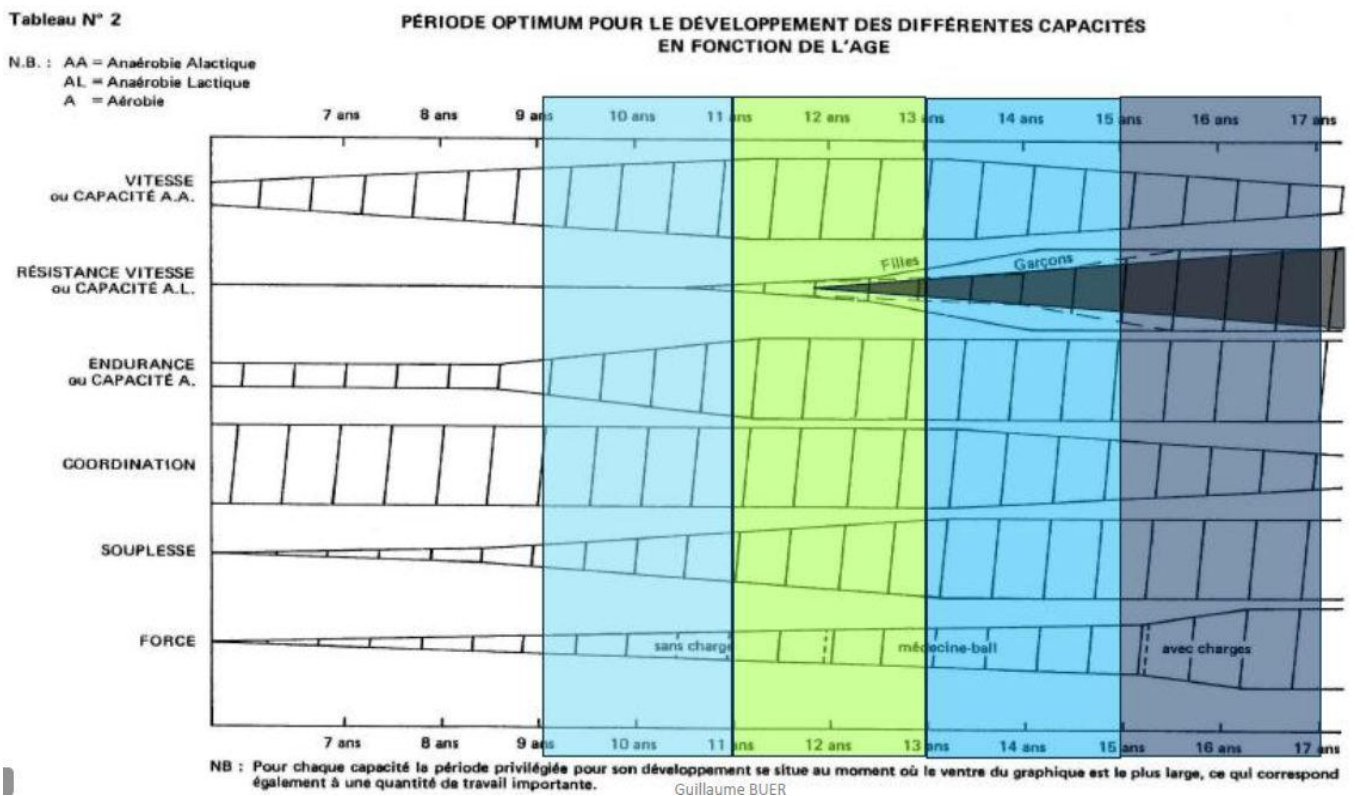 Tableau N° 2
PÉRIODE OPTIMUM POUR LE DÉVELOPPEMENT DES DIFFÉRENTES CAPACITÉS
EN FONCTION DE L'AGE
N.B. : AA = Anaérobie Alactique
AL = Anaérobie Lactique
A = Aérobie
7 ans 8 ans 9 ans 10 ans 11 ans 12 ans 13 ans 14 ans 15 ans 16 ans 17 ans
VITESSE
ou CAPACITÉ A.A.
RÉSISTANCE VITESSE
ou CAPACITÉ A.L.
Filles Garçons
ENDURANCE
ou CAPACITÉ A.
COORDINATION
SOUPLESSE
FORCE
sans charge médecine-ball avec charges
7 ans 8 ans 9 ans 10 ans 11 ans 12 ans 13 ans 14 ans 15 ans 16 ans 17 ans
NB : Pour chaque capacité la période privilégiée pour son développement se situe au moment où le ventre du graphique est le plus large, ce qui correspond
également à une quantité de travail importante.
Guillaume BUER